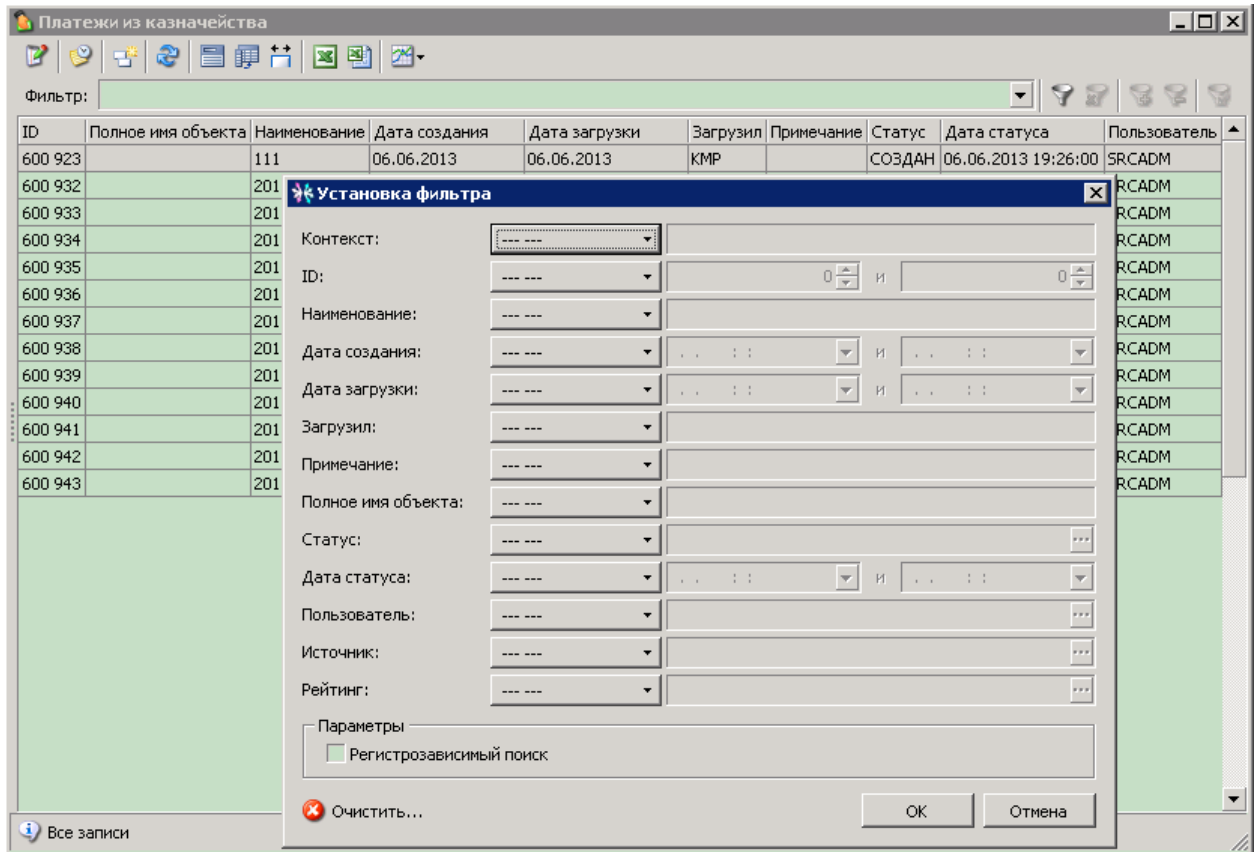 Платежи из казначейства
Фильтр:
ID Полное имя объекта Наименование Дата создания Дата загрузки Загрузил Примечание Статус Дата статуса Пользователь
600 923 111 06.06.2013 06.06.2013 KMP СОЗДАН 06.06.2013 19:26:00 SRCADM
600 932 201 RCADM
600 933 201 RCADM
600 934 201 RCADM
600 935 201 RCADM
600 936 201 RCADM
600 937 201 RCADM
600 938 201 RCADM
600 939 201 RCADM
600 940 201 RCADM
600 941 201 RCADM
600 942 201 RCADM
600 943 201 RCADM
Установка фильтра
Контекст: --- ---
ID: --- --- 0 и 0
Наименование: --- ---
Дата создания: --- --- . . : : и . . : :
Дата загрузки: --- --- . . : : и . . : :
Загрузил: --- ---
Примечание: --- ---
Полное имя объекта: --- ---
Статус: --- --- ...
Дата статуса: --- --- . . : : и . . : :
Пользователь: --- --- ...
Источник: --- --- ...
Рейтинг: --- --- ...
Параметры
Регистрозависимый поиск
Очистить... OK Отмена
Все записи